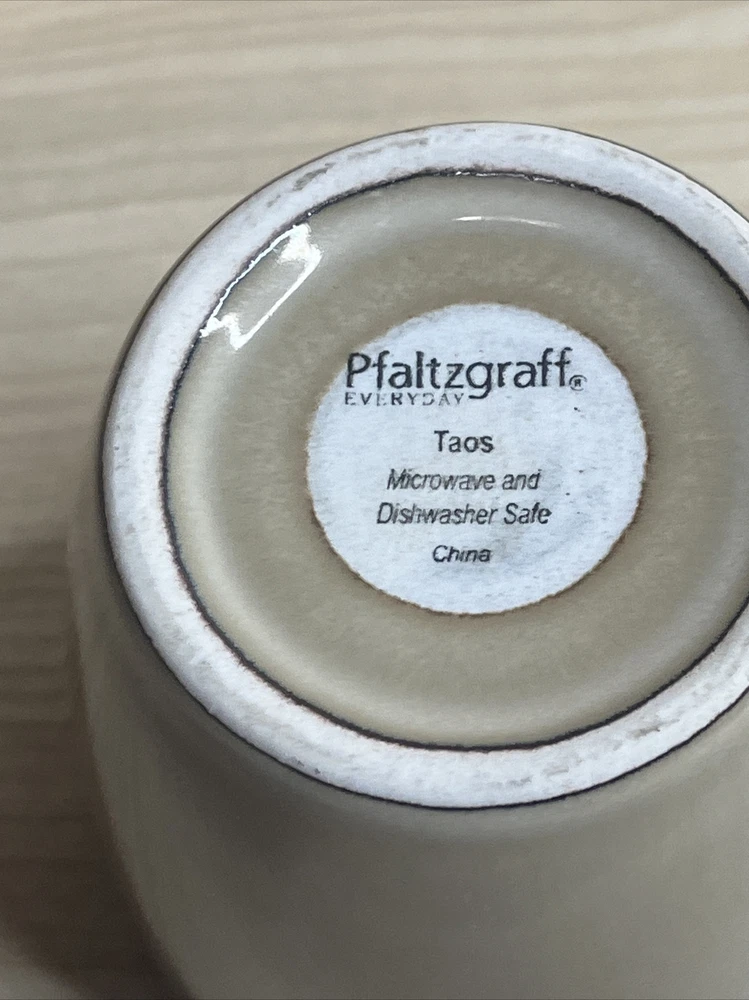 Pfaltzgraff®
EVERYDAY
Taos
Microwave and
Dishwasher Safe
China